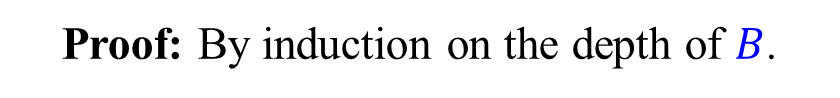 Proof: By induction on the depth of B.